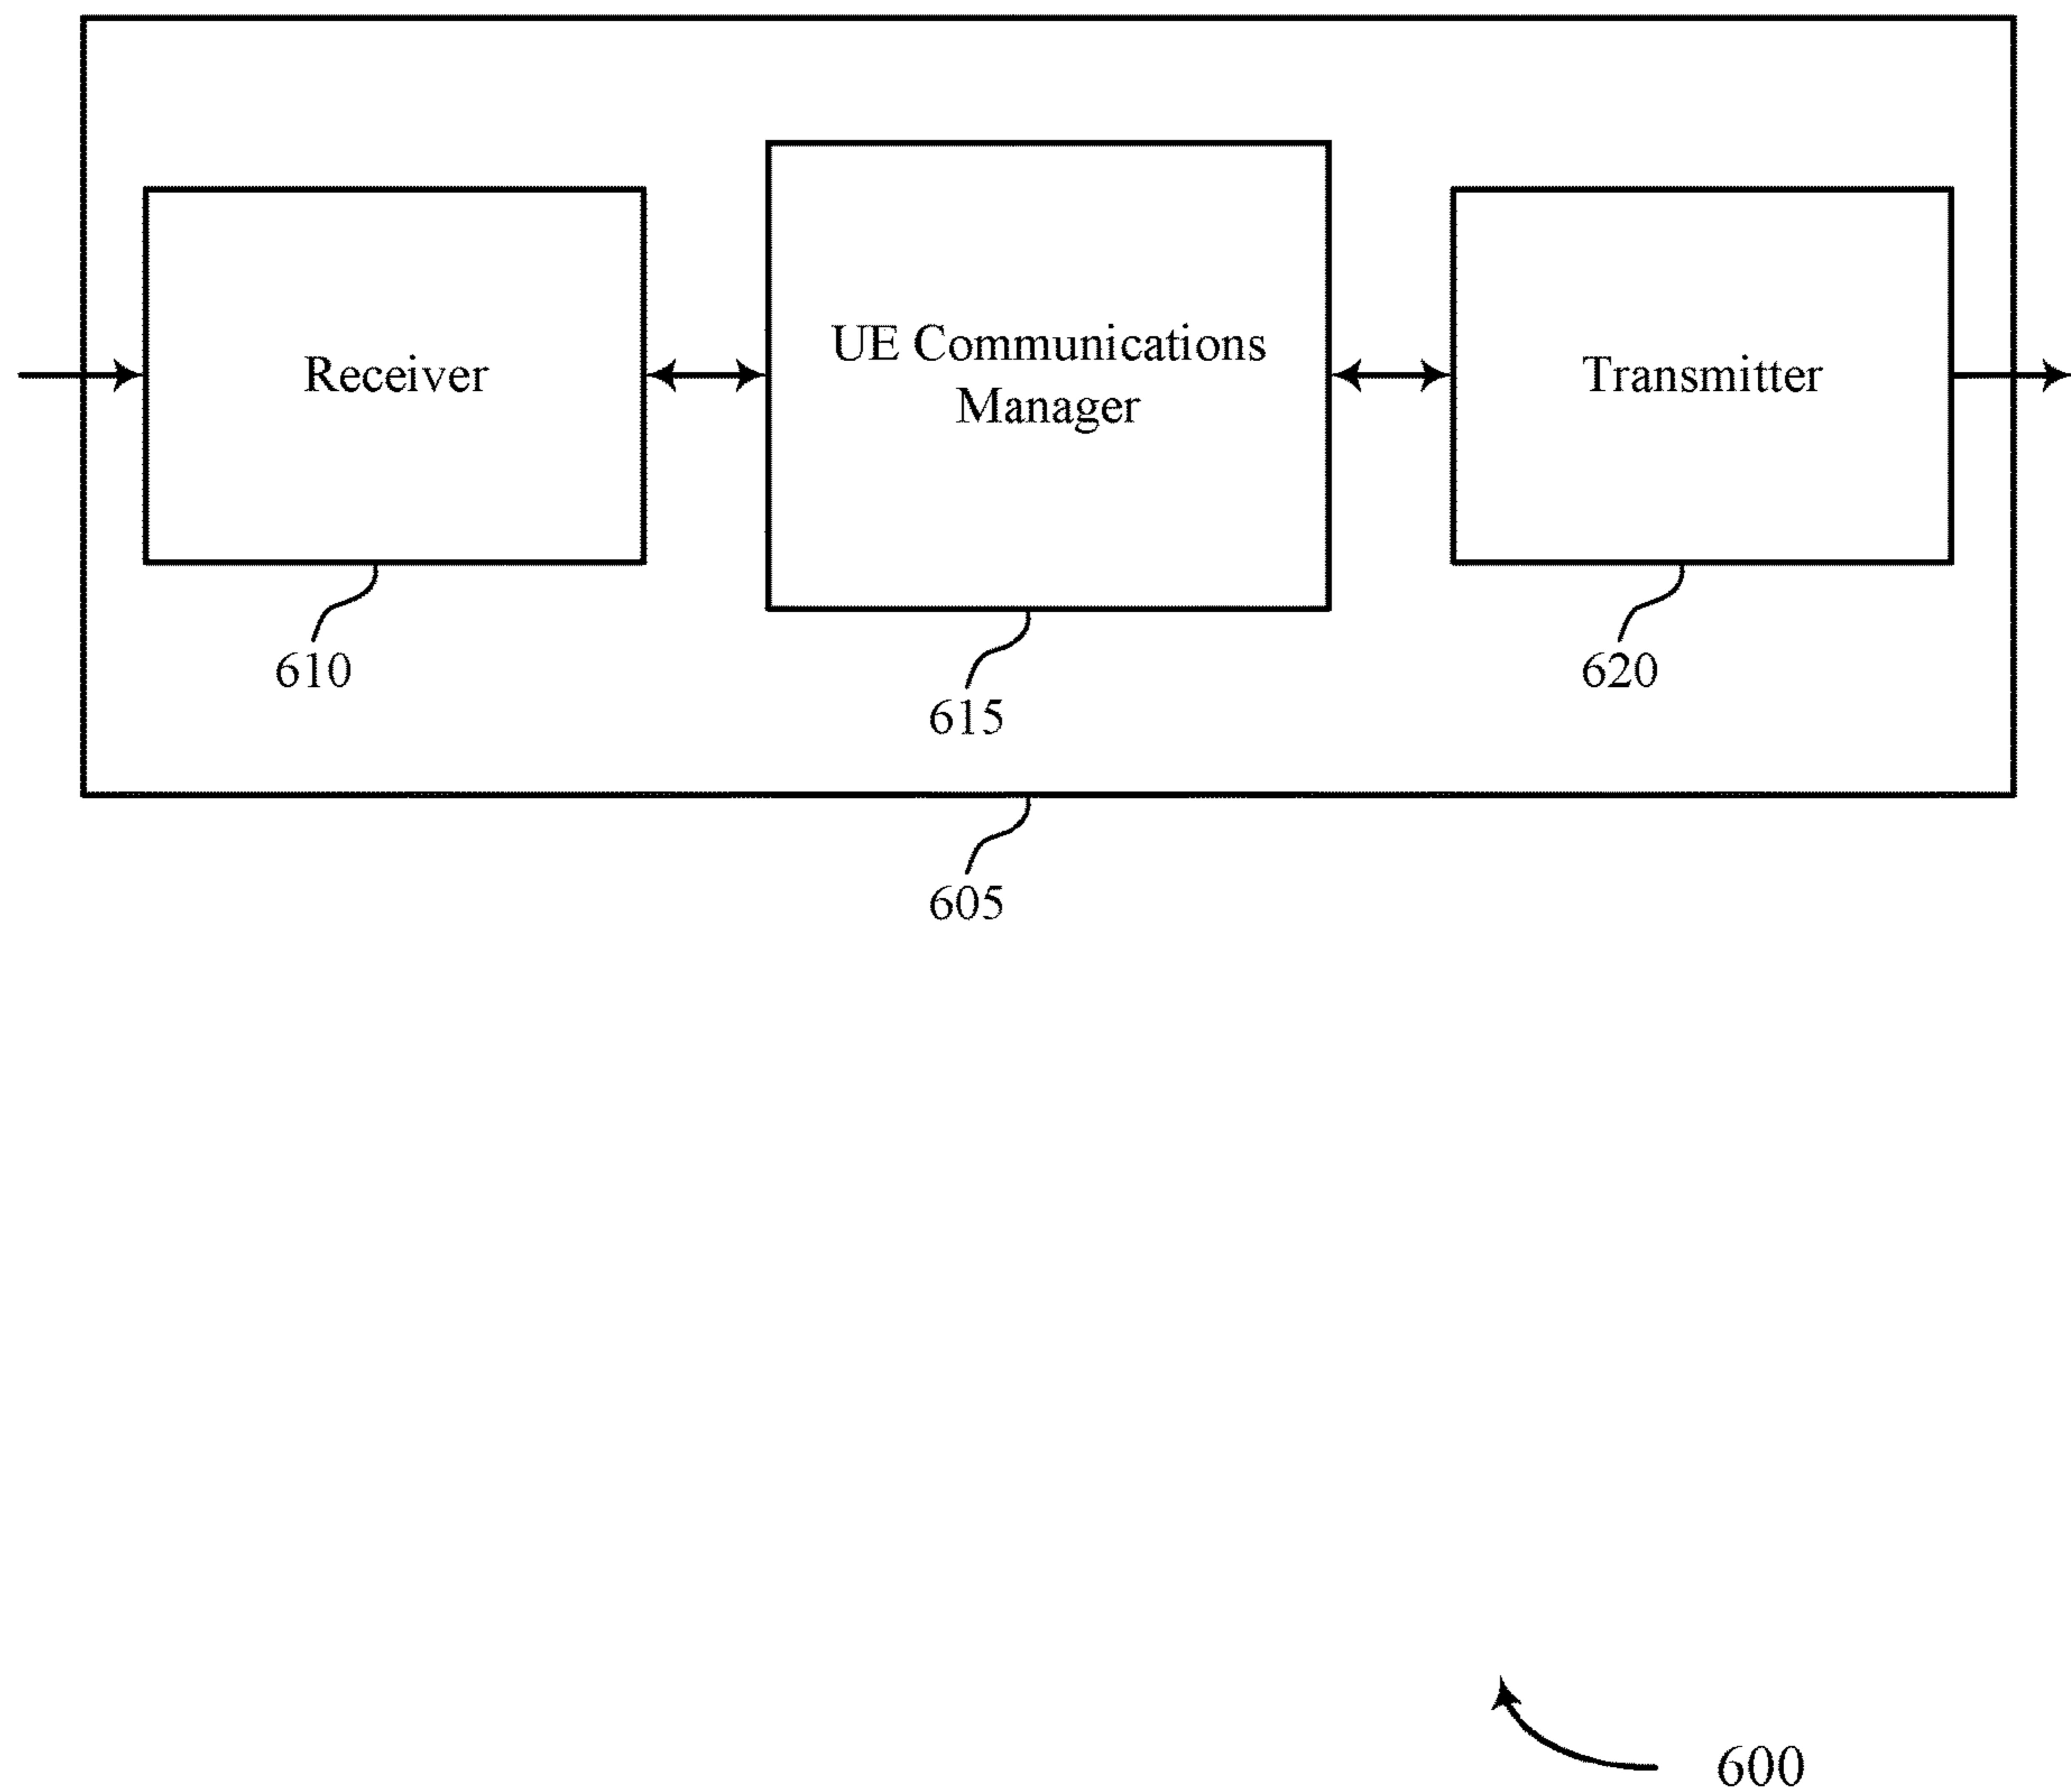 Receiver
UE Communications
Manager
Transmitter
610
615
620
605
600